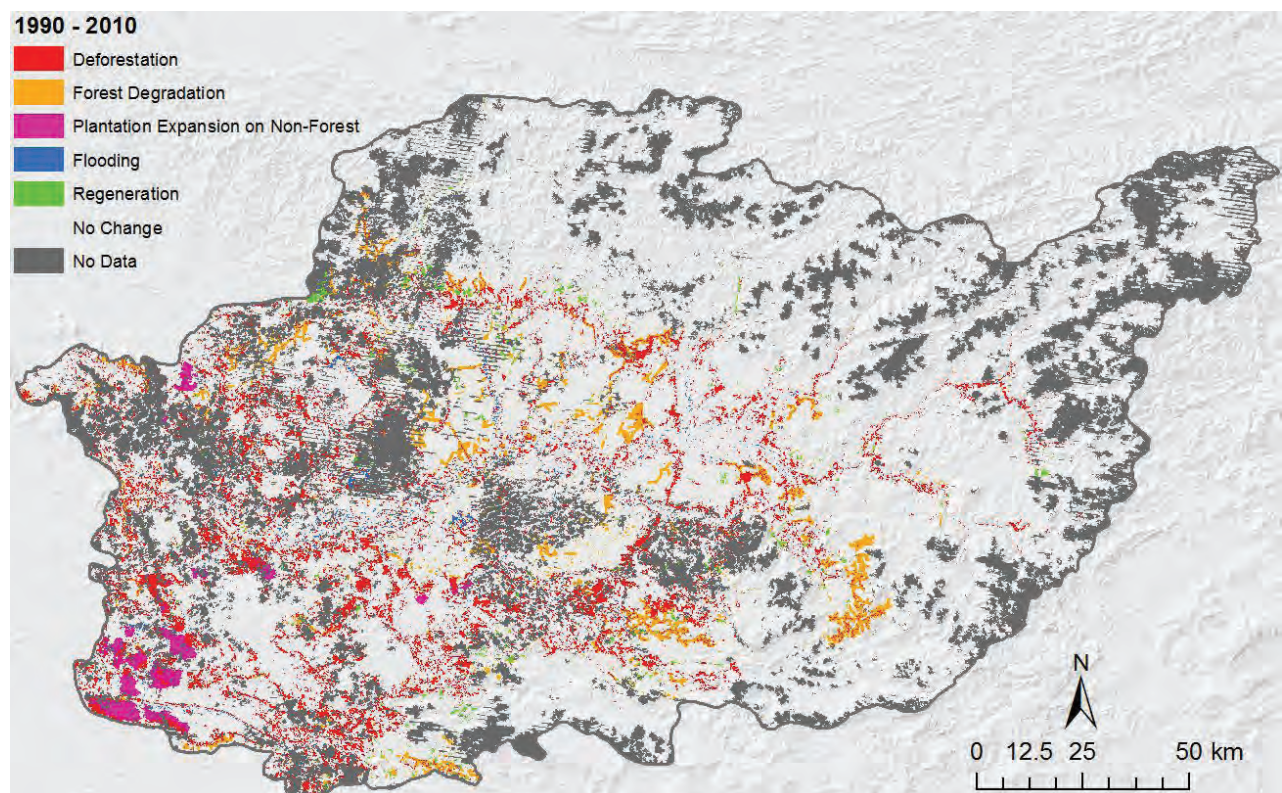 1990 - 2010
Deforestation
Forest Degradation
Plantation Expansion on Non-Forest
Flooding
Regeneration
No Change
No Data
N
0 12.5 25 50 km